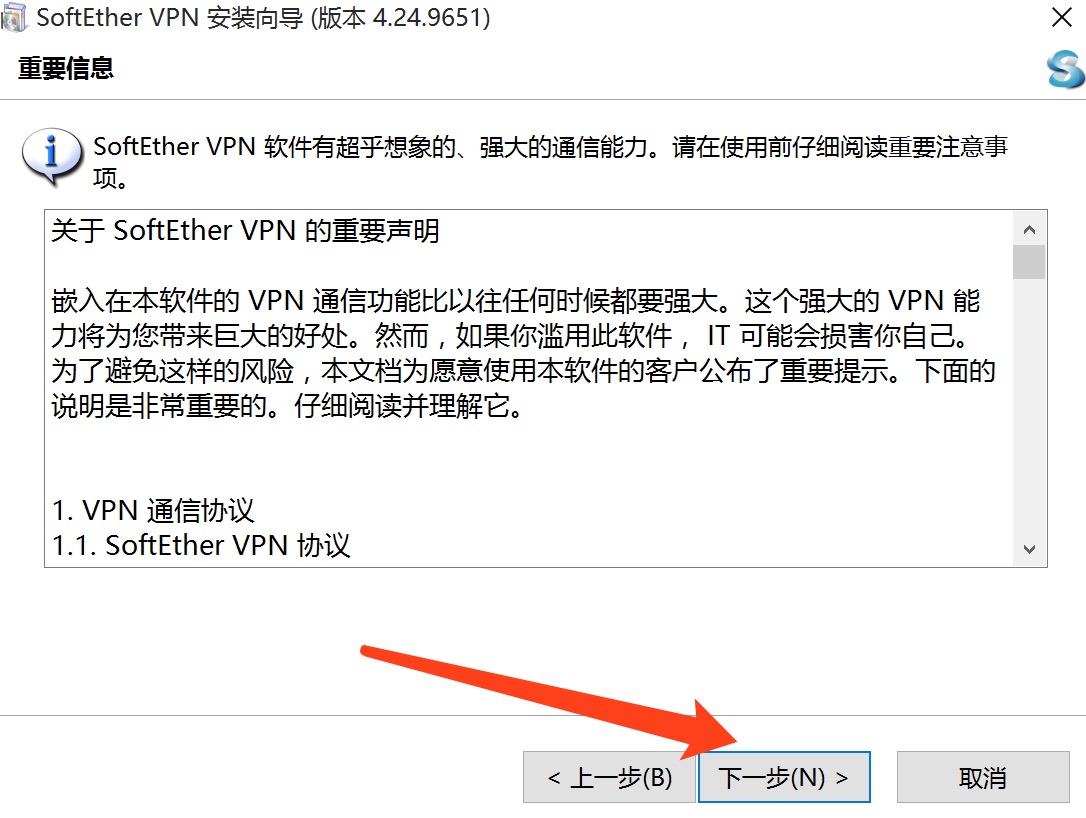 SoftEther VPN 安装向导 (版本 4.24.9651)
重要信息
SoftEther VPN 软件有超乎想象的、强大的通信能力。请在使用前仔细阅读重要注意事
项。
关于 SoftEther VPN 的重要声明
嵌入在本软件的 VPN 通信功能比以往任何时候都要强大。这个强大的 VPN 能
力将为您带来巨大的好处。然而，如果你滥用此软件， IT 可能会损害你自己。
为了避免这样的风险，本文档为愿意使用本软件的客户公布了重要提示。下面的
说明是非常重要的。仔细阅读并理解它。
1. VPN 通信协议
1.1. SoftEther VPN 协议
< 上一步(B)
下一步(N) >
取消